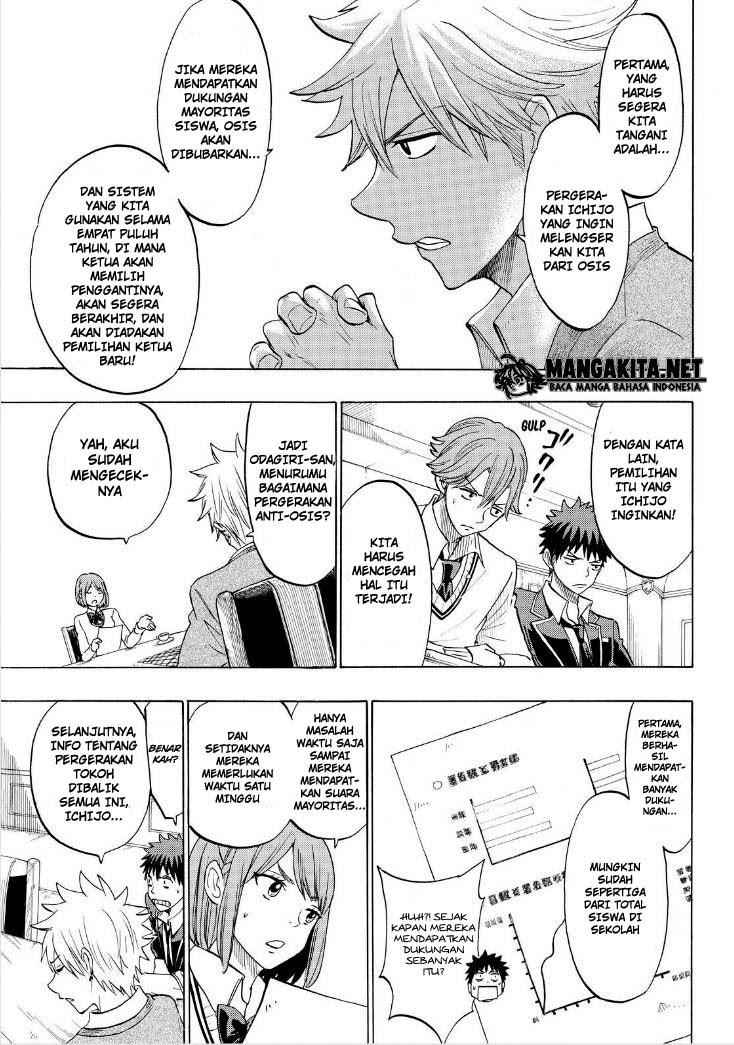 PERTAMA,
YANG
HARUS
SEGERA
KITA
TANGANI
ADALAH...
PERGERA-
KAN ICHIJO
YANG INGIN
MELENGSER
KAN KITA
DARI OSIS
JIKA MEREKA
MENDAPATKAN
DUKUNGAN
MAYORITAS
SISWA, OSIS
AKAN
DIBUBARKAN...
DAN SISTEM
YANG KITA
GUNAKAN SELAMA
EMPAT PULUH
TAHUN, DI MANA
KETUA AKAN
MEMILIH
PENGGANTINYA,
AKAN SEGERA
BERAKHIR, DAN
AKAN DIADAKAN
PEMILIHAN KETUA
BARU!
MANGAKITA.NET
BACA MANGA BAHASA INDONESIA
DENGAN KATA
LAIN,
PEMILIHAN
ITU YANG
ICHIJO
INGINKAN!
GULP
ゴクッ
KITA
HARUS
MENCEGAH
HAL ITU
TERJADI!
JADI
ODAGIRI-SAN,
MENURUMU
BAGAIMANA
PERGERAKAN
ANTI-OSIS?
YAH, AKU
SUDAH
MENGECEK-
NYA
PERTAMA,
MEREKA
BERHA-
SIL
MENDAPAT-
KAN
BANYAK
DUKU-
NGAN...
MUNGKIN
SUDAH
SEPERTIGA
DARI TOTAL
SISWA DI
SEKOLAH
HUH?! SEJAK
KAPAN MEREKA
MENDAPATKAN
DUKUNGAN
SEBANYAK
ITU?
HANYA
MASALAH
WAKTU SAJA
SAMPAI
MEREKA
MENDAPAT-
KAN SUARA
MAYORITAS...
DAN
SETIDAKNYA
MEREKA
MEMERLUKAN
WAKTU SATU
MINGGU
BENAR
KAH?
SELANJUTNYA,
INFO TENTANG
PERGERAKAN
TOKOH
DIBALIK
SEMUA INI,
ICHIJO...